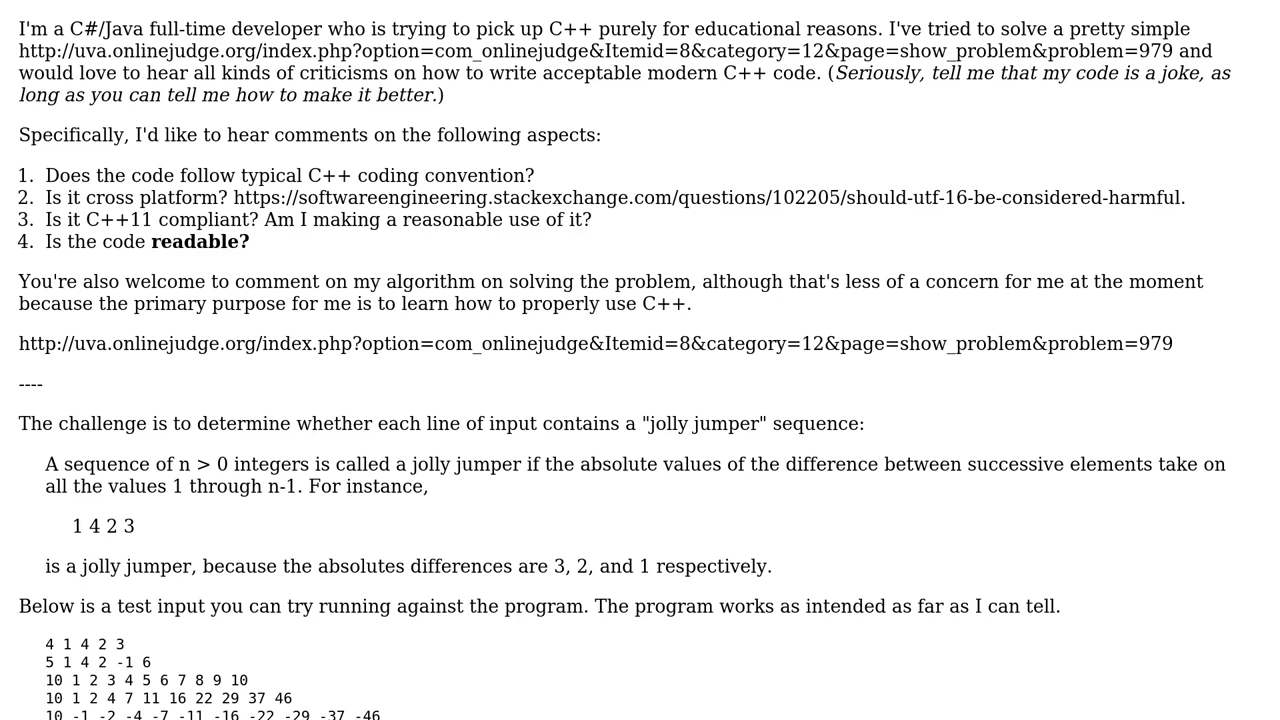 I'm a C#/Java full-time developer who is trying to pick up C++ purely for educational reasons. I've tried to solve a pretty simple
http://uva.onlinejudge.org/index.php?option=com_onlinejudge&Itemid=8&category=12&page=show_problem&problem=979 and
would love to hear all kinds of criticisms on how to write acceptable modern C++ code. (Seriously, tell me that my code is a joke, as
long as you can tell me how to make it better.)
Specifically, I'd like to hear comments on the following aspects:
1. Does the code follow typical C++ coding convention?
2. Is it cross platform? https://softwareengineering.stackexchange.com/questions/102205/should-utf-16-be-considered-harmful.
3. Is it C++11 compliant? Am I making a reasonable use of it?
4. Is the code readable?
You're also welcome to comment on my algorithm on solving the problem, although that's less of a concern for me at the moment
because the primary purpose for me is to learn how to properly use C++.
http://uva.onlinejudge.org/index.php?option=com_onlinejudge&Itemid=8&category=12&page=show_problem&problem=979
----
The challenge is to determine whether each line of input contains a "jolly jumper" sequence:
A sequence of n > 0 integers is called a jolly jumper if the absolute values of the difference between successive elements take on
all the values 1 through n-1. For instance,
1 4 2 3
is a jolly jumper, because the absolutes differences are 3, 2, and 1 respectively.
Below is a test input you can try running against the program. The program works as intended as far as I can tell.
4 1 4 2 3
5 1 4 2 -1 6
10 1 2 3 4 5 6 7 8 9 10
10 1 2 4 7 11 16 22 29 37 46
10 -1 -2 -4 -7 -11 -16 -22 -29 -37 -46